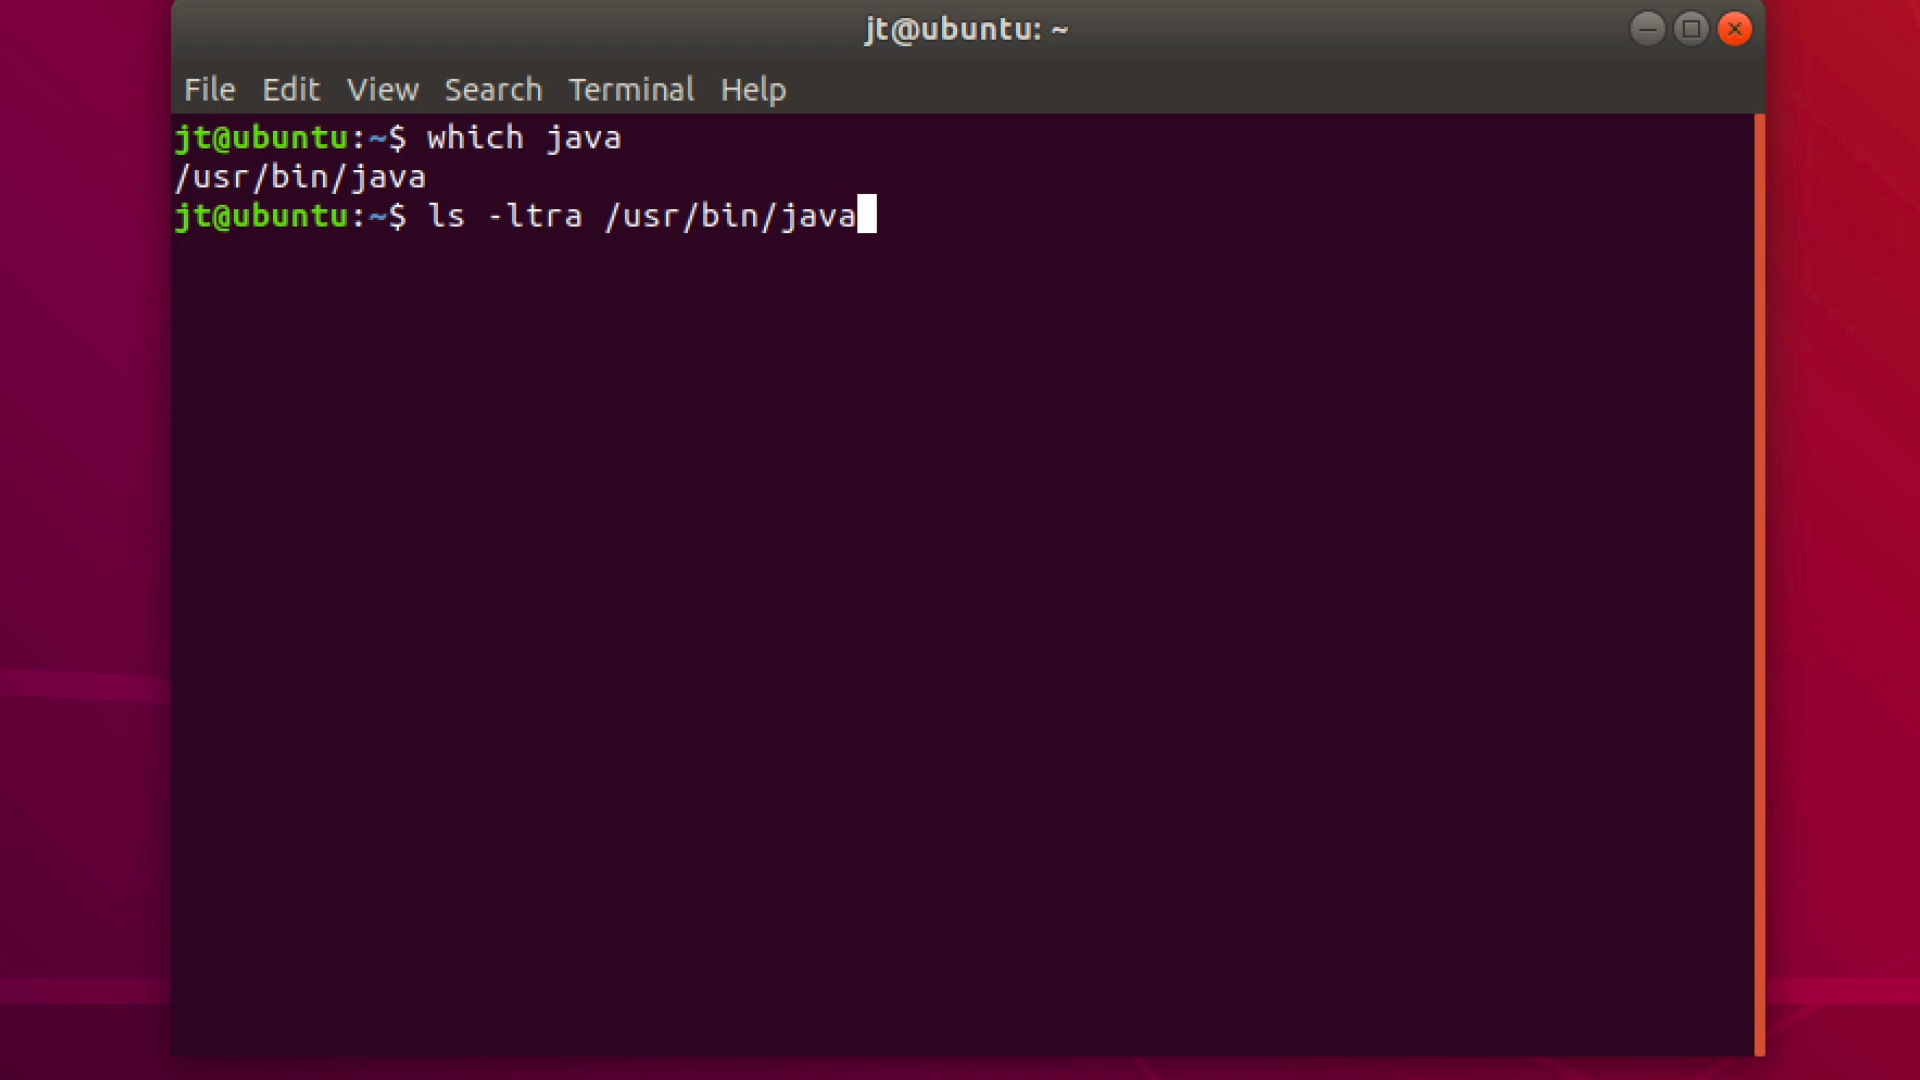 jt@ubuntu: ~
File Edit View Search Terminal Help
jt@ubuntu:~$ which java
/usr/bin/java
jt@ubuntu:~$ ls -ltra /usr/bin/java